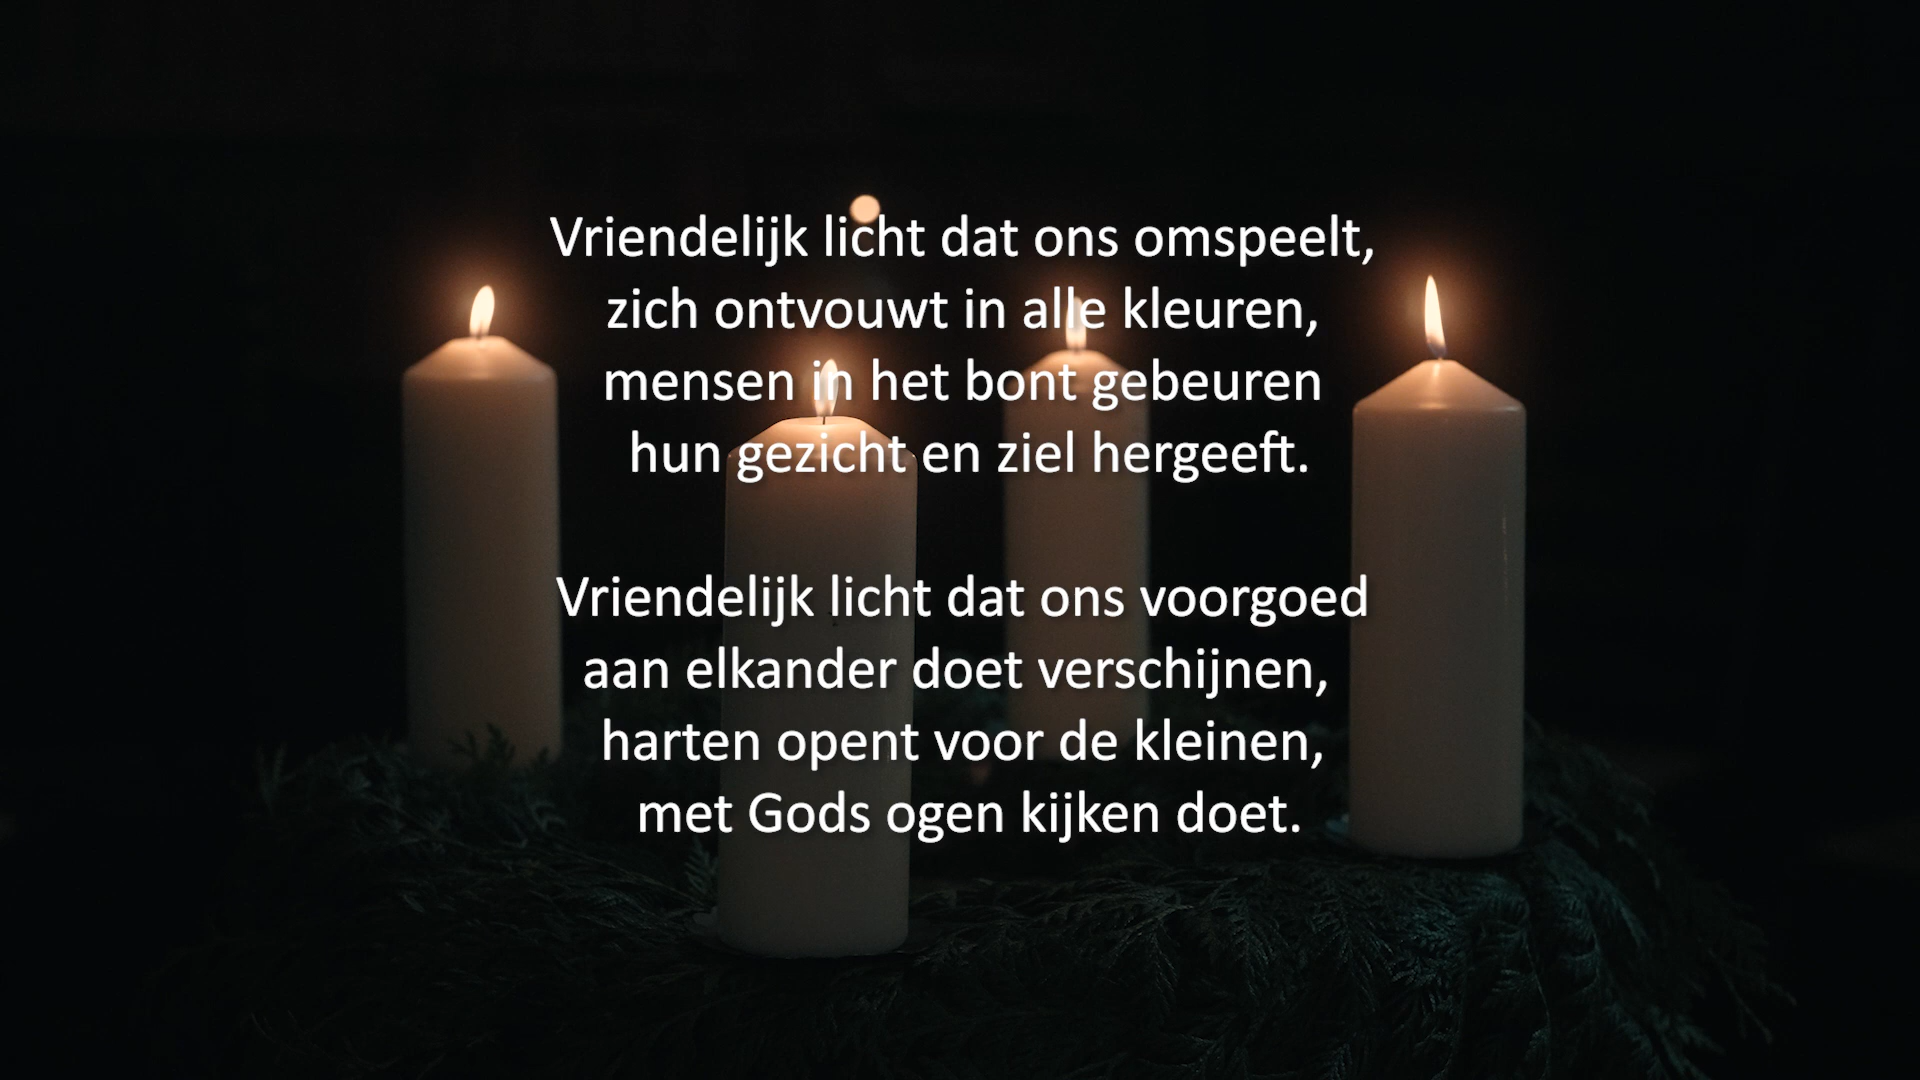 Vriendelijk licht dat ons omspeelt,
zich ontvouwt in alle kleuren,
mensen in het bont gebeuren
hun gezicht en ziel hergeeft.
Vriendelijk licht dat ons voorgoed
aan elkander doet verschijnen,
harten opent voor de kleinen,
met Gods ogen kijken doet.